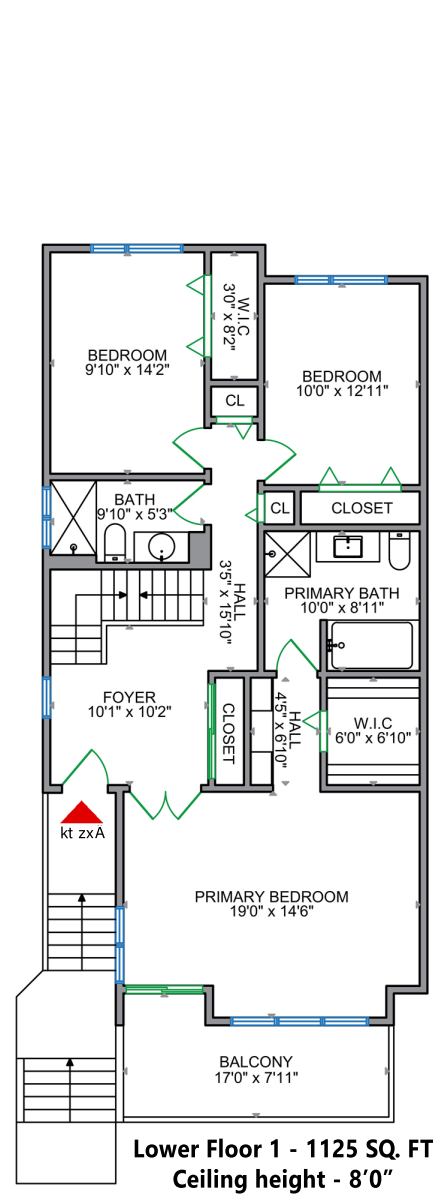 W.I.C
3'0" x 8'2"
BEDROOM
9'10" x 14'2"
BEDROOM
10'0" x 12'11"
CL
BATH
9'10" x 5'3"
CL
CLOSET
HALL
3'5" x 15'10"
PRIMARY BATH
10'0" x 8'11"
FOYER
10'1" x 10'2"
CLOSET
HALL
4'5" x 6'10"
W.I.C
6'0" x 6'10"
kt zxÄ
PRIMARY BEDROOM
19'0" x 14'6"
BALCONY
17'0" x 7'11"
Lower Floor 1 - 1125 SQ. FT
Ceiling height - 8’0”